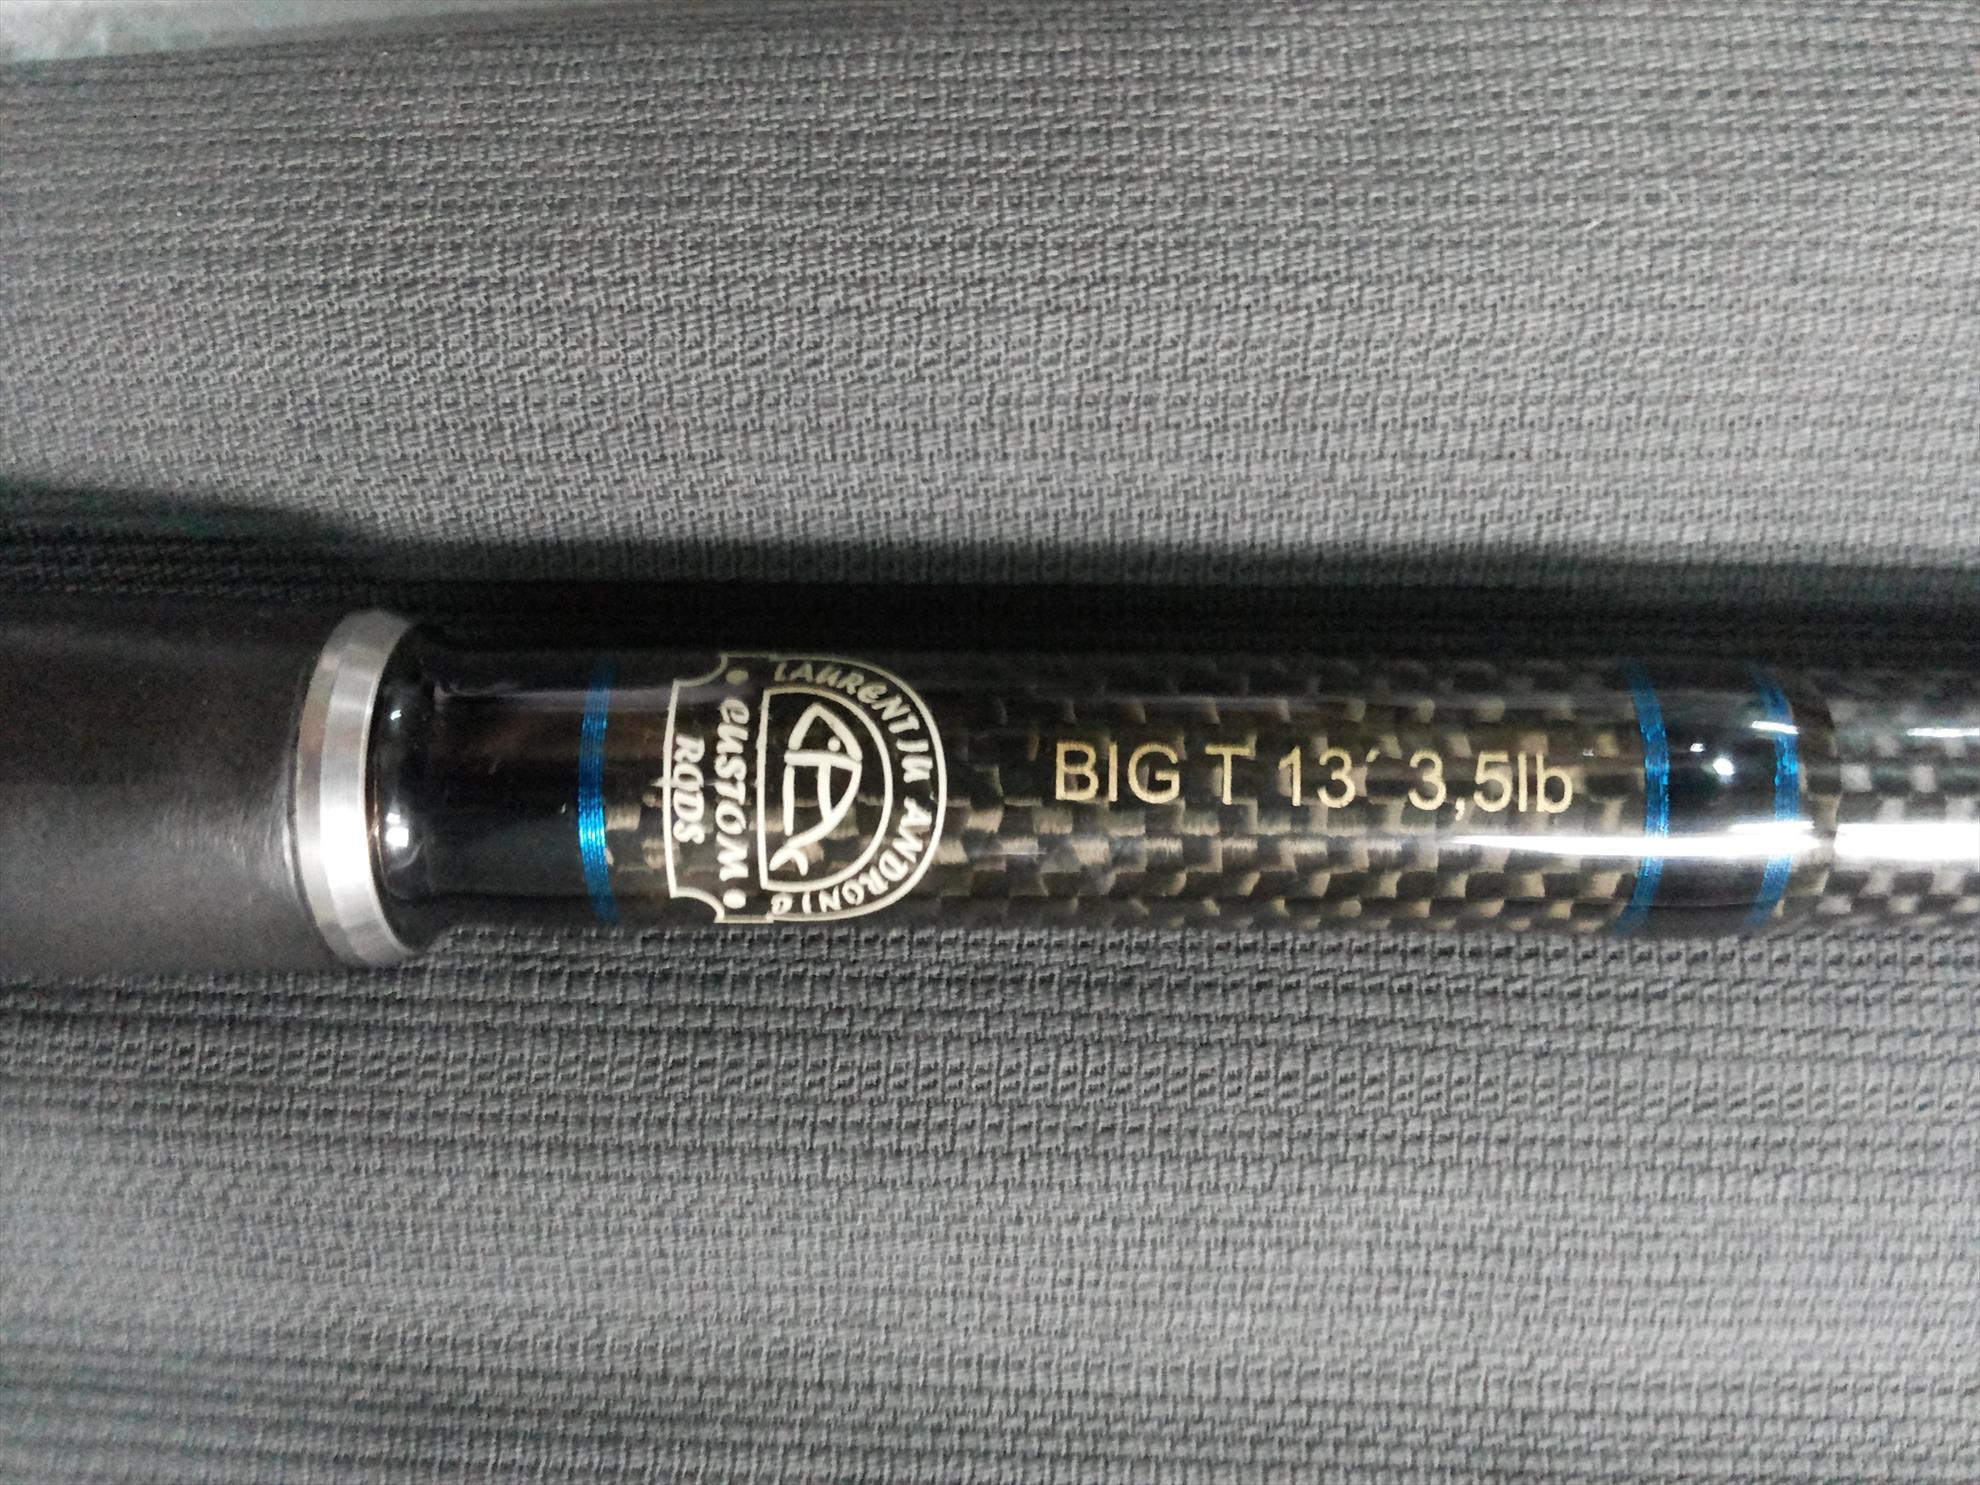 LAURENTIU ANDRONIC
CUSTOM
RODS
BIG T 13´ 3,5lb